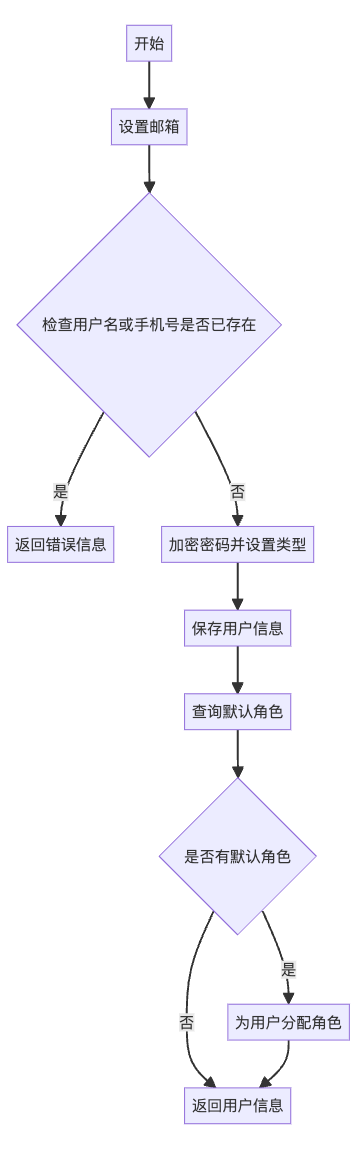 开始
设置邮箱
检查用户名或手机号是否已存在
是
否
返回错误信息
加密密码并设置类型
保存用户信息
查询默认角色
是否有默认角色
是
否
为用户分配角色
返回用户信息